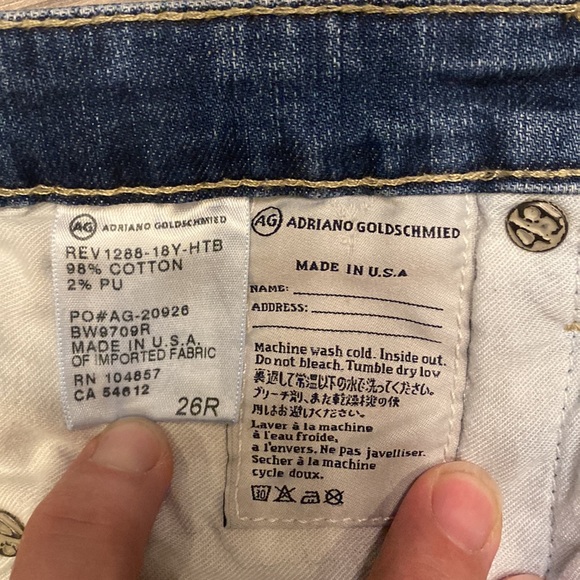 AG ADRIANO GOLDSCHMIED
REV1288-18Y-HTB
98% COTTON
2% PU
PO#AG-20926
BW9709R
MADE IN U.S.A.
OF IMPORTED FABRIC
RN 104857
CA 54612
26R
AG ADRIANO GOLDSCHMIED
MADE IN U.S.A
NAME:
ADDRESS:
Machine wash cold. Inside out.
Do not bleach. Tumble dry low
裏返して常温以下の水で洗ってください。
ブリーチ剤、また乾燥機の使
用はお避けください。
Laver à la machine
à l'eau froide,
a l'envers. Ne pas javelliser.
Secher à la machine
cycle doux.
30